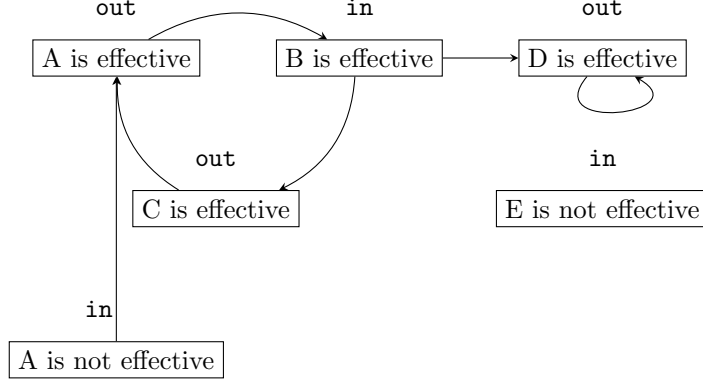 out in out
A is effective B is effective D is effective
out in
C is effective E is not effective
in
A is not effective